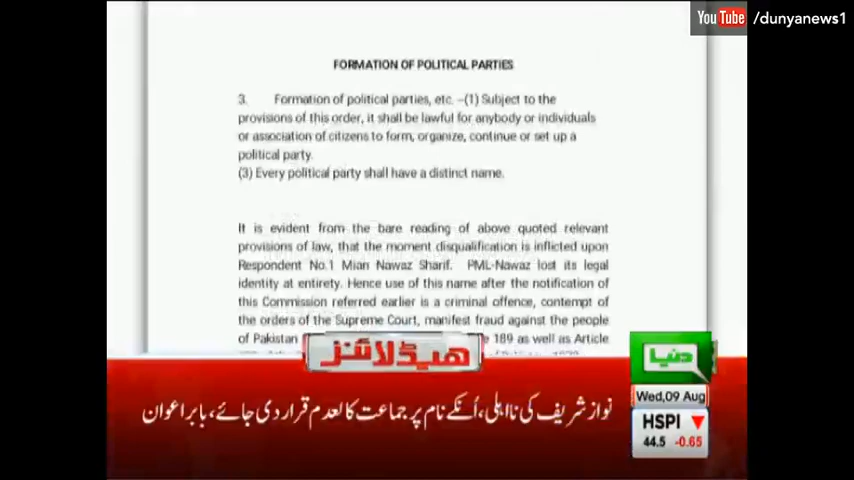 You Tube /dunyanews1
FORMATION OF POLITICAL PARTIES
3. Formation of political parties, etc. –(1) Subject to the
provisions of this order, it shall be lawful for anybody or individuals
or association of citizens to form, organize, continue or set up a
political party.
(3) Every political party shall have a distinct name.
It is evident from the bare reading of above quoted relevant
provisions of law, that the moment disqualification is inflicted upon
Respondent No.1 Mian Nawaz Sharif. PML-Nawaz lost its legal
identity at entirety. Hence use of this name after the notification of
this Commission referred earlier is a criminal offence, contempt of
the orders of the Supreme Court, manifest fraud against the people
of Pakistan 189 as well as Article
ہیڈلائنز
دنیا
Wed,09 Aug
نواز شریف کی نااہلی، اُنکے نام پر جماعت کالعدم قرار دی جائے، بابر اعوان
HSPI
44.5 -0.65